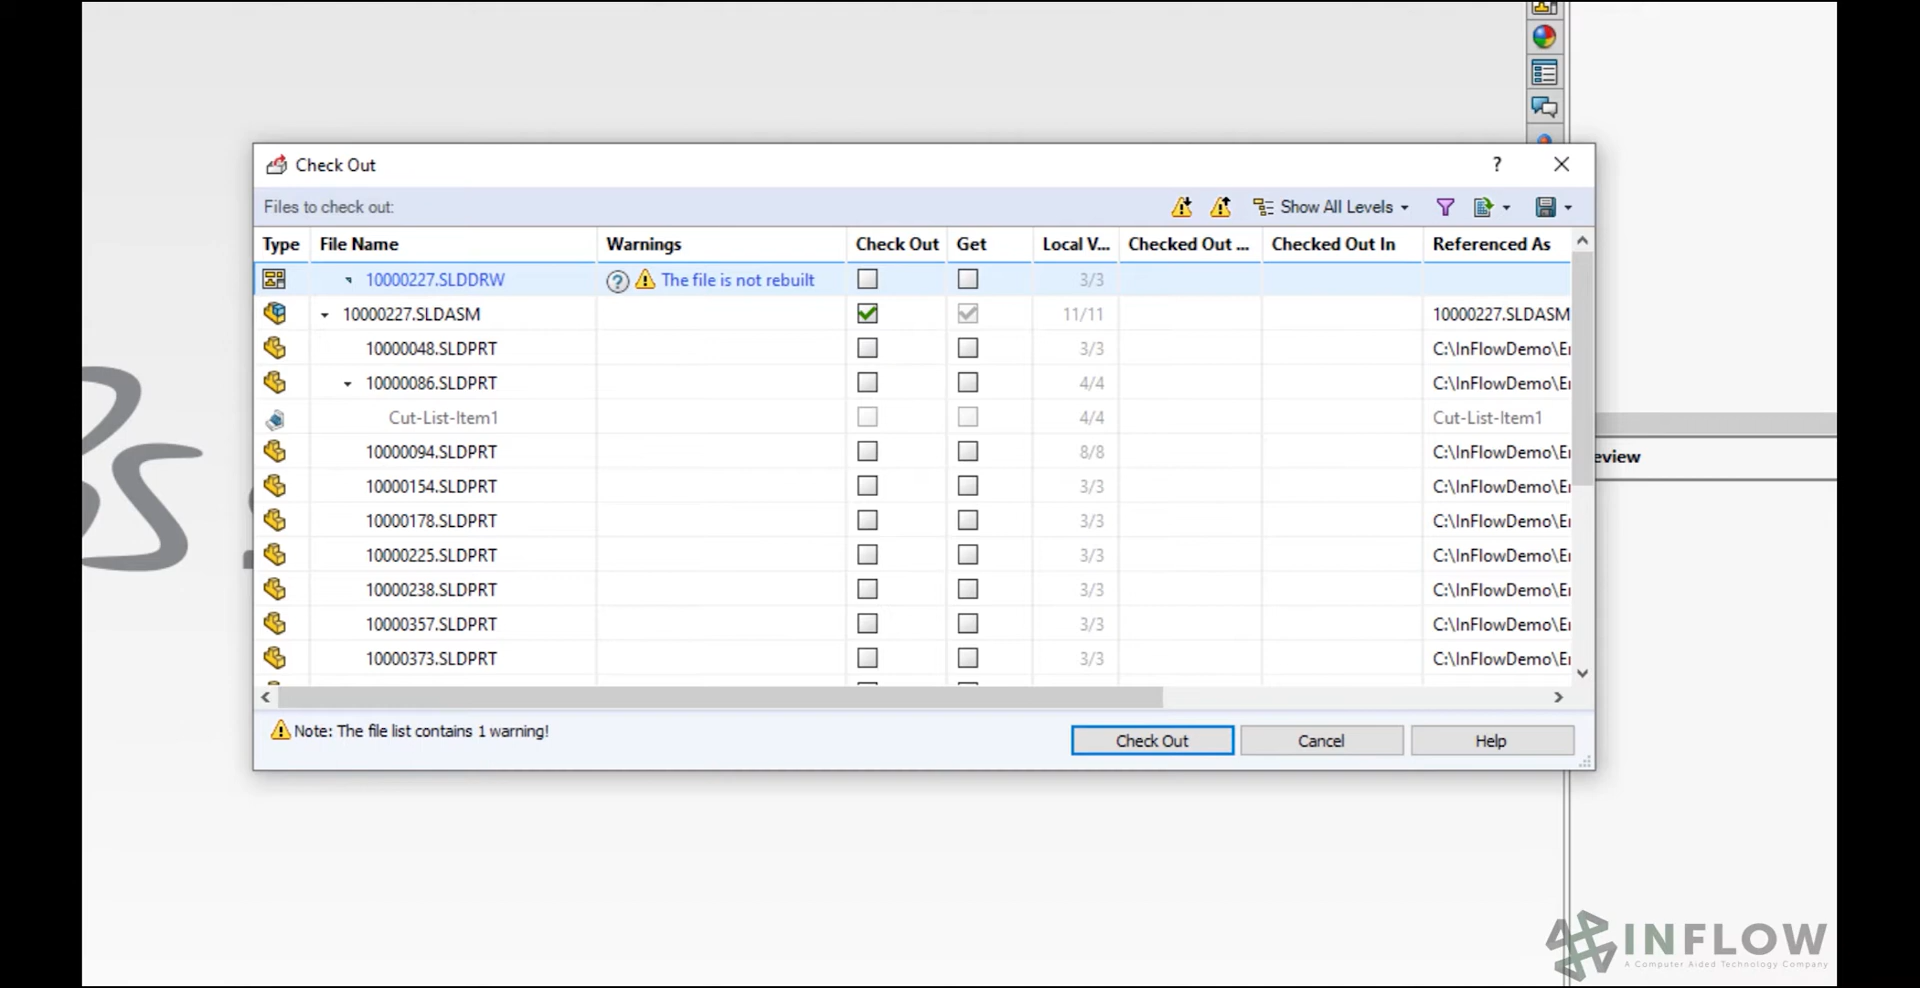 Check Out
?
Files to check out:
Show All Levels
Type File Name Warnings Check Out Get Local V... Checked Out ... Checked Out In Referenced As
10000227.SLDDRW The file is not rebuilt 3/3
10000227.SLDASM 11/11 10000227.SLDASM
10000048.SLDPRT 3/3 C:\InFlowDemo\E
10000086.SLDPRT 4/4 C:\InFlowDemo\E
Cut-List-Item1 4/4 Cut-List-Item1
10000094.SLDPRT 8/8 C:\InFlowDemo\E
10000154.SLDPRT 3/3 C:\InFlowDemo\E
10000178.SLDPRT 3/3 C:\InFlowDemo\E
10000225.SLDPRT 3/3 C:\InFlowDemo\E
10000238.SLDPRT 3/3 C:\InFlowDemo\E
10000357.SLDPRT 3/3 C:\InFlowDemo\E
10000373.SLDPRT 3/3 C:\InFlowDemo\E
Note: The file list contains 1 warning!
Check Out Cancel Help
eview
INFLOW
A Computer Aided Technology Company